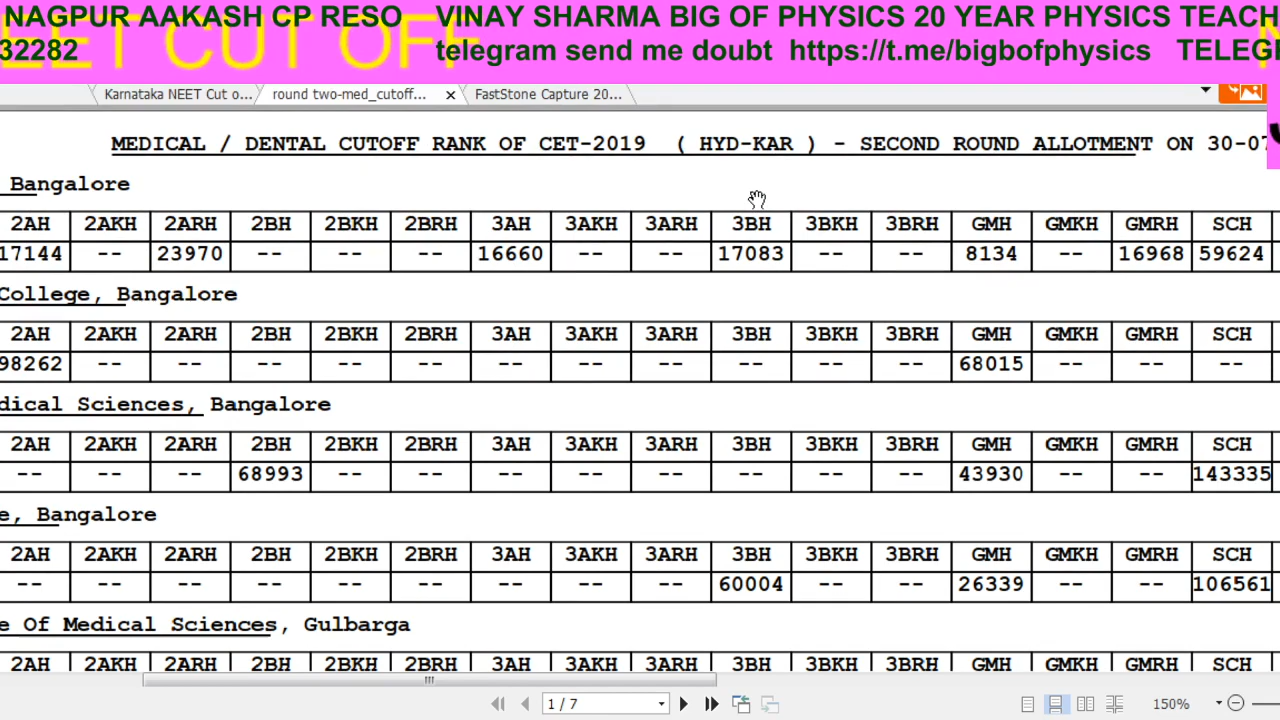 NAGPUR AAKASH CP RESO VINAY SHARMA BIG OF PHYSICS 20 YEAR PHYSICS TEACH
32282 telegram send me doubt https://t.me/bigbofphysics TELEG
EET CUT OFF
Karnataka NEET Cut o... round two-med_cutoff... × FastStone Capture 20...
MEDICAL / DENTAL CUTOFF RANK OF CET-2019 ( HYD-KAR ) - SECOND ROUND ALLOTMENT ON 30-07
Bangalore
2AH 2AKH 2ARH 2BH 2BKH 2BRH 3AH 3AKH 3ARH 3BH 3BKH 3BRH GMH GMKH GMRH SCH
17144 -- 23970 -- -- -- 16660 -- -- 17083 -- -- 8134 -- 16968 59624
College, Bangalore
2AH 2AKH 2ARH 2BH 2BKH 2BRH 3AH 3AKH 3ARH 3BH 3BKH 3BRH GMH GMKH GMRH SCH
98262 -- -- -- -- -- -- -- -- -- -- -- 68015 -- -- --
dical Sciences, Bangalore
2AH 2AKH 2ARH 2BH 2BKH 2BRH 3AH 3AKH 3ARH 3BH 3BKH 3BRH GMH GMKH GMRH SCH
-- -- -- 68993 -- -- -- -- -- -- -- -- 43930 -- -- 143335
e, Bangalore
2AH 2AKH 2ARH 2BH 2BKH 2BRH 3AH 3AKH 3ARH 3BH 3BKH 3BRH GMH GMKH GMRH SCH
-- -- -- -- -- -- -- -- -- 60004 -- -- 26339 -- -- 106561
e Of Medical Sciences, Gulbarga
2AH 2AKH 2ARH 2BH 2BKH 2BRH 3AH 3AKH 3ARH 3BH 3BKH 3BRH GMH GMKH GMRH SCH
1 / 7 150%